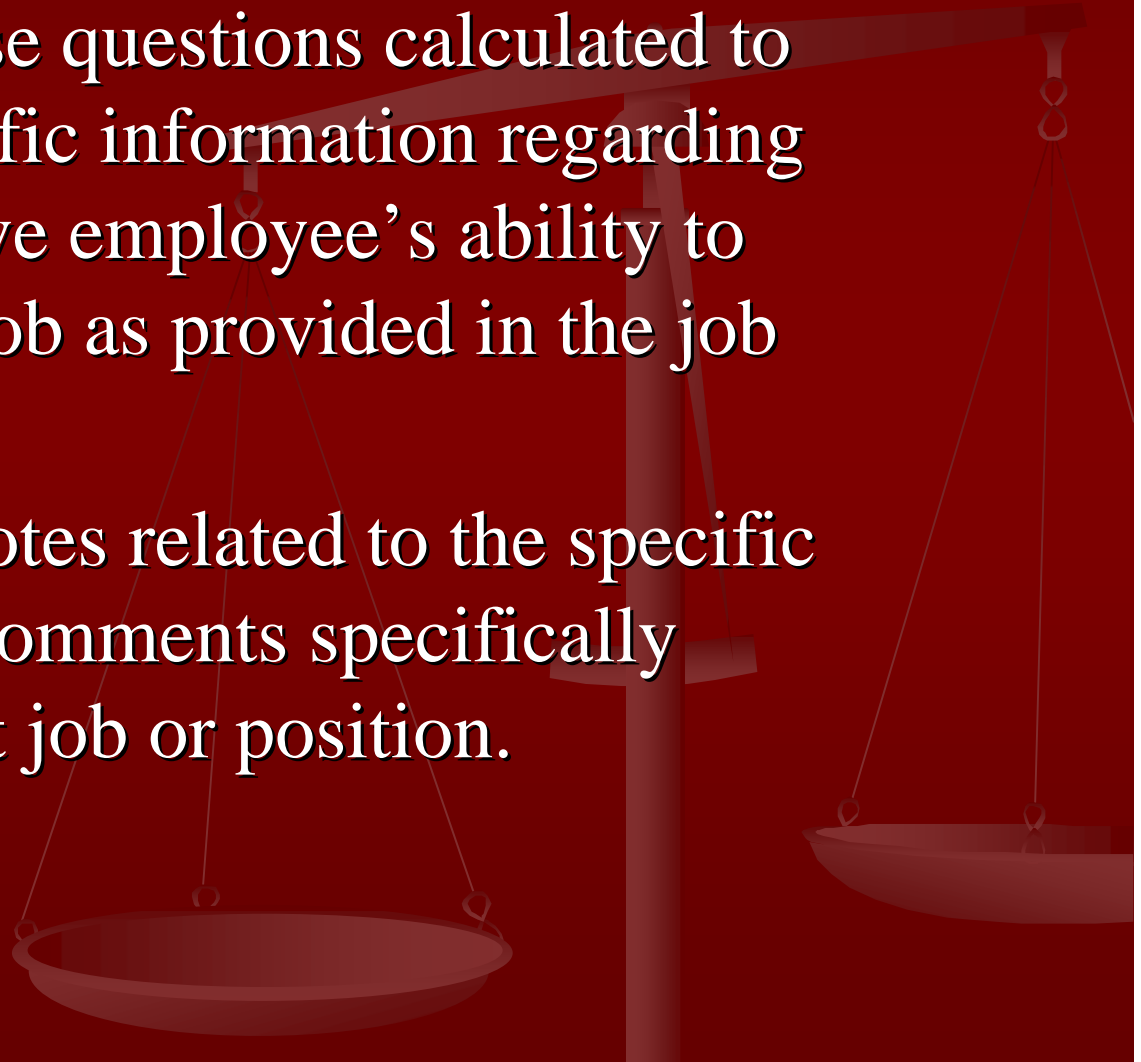 se questions calculated to
fic information regarding
ve employee’s ability to
ob as provided in the job
otes related to the specific
omments specifically
t job or position.